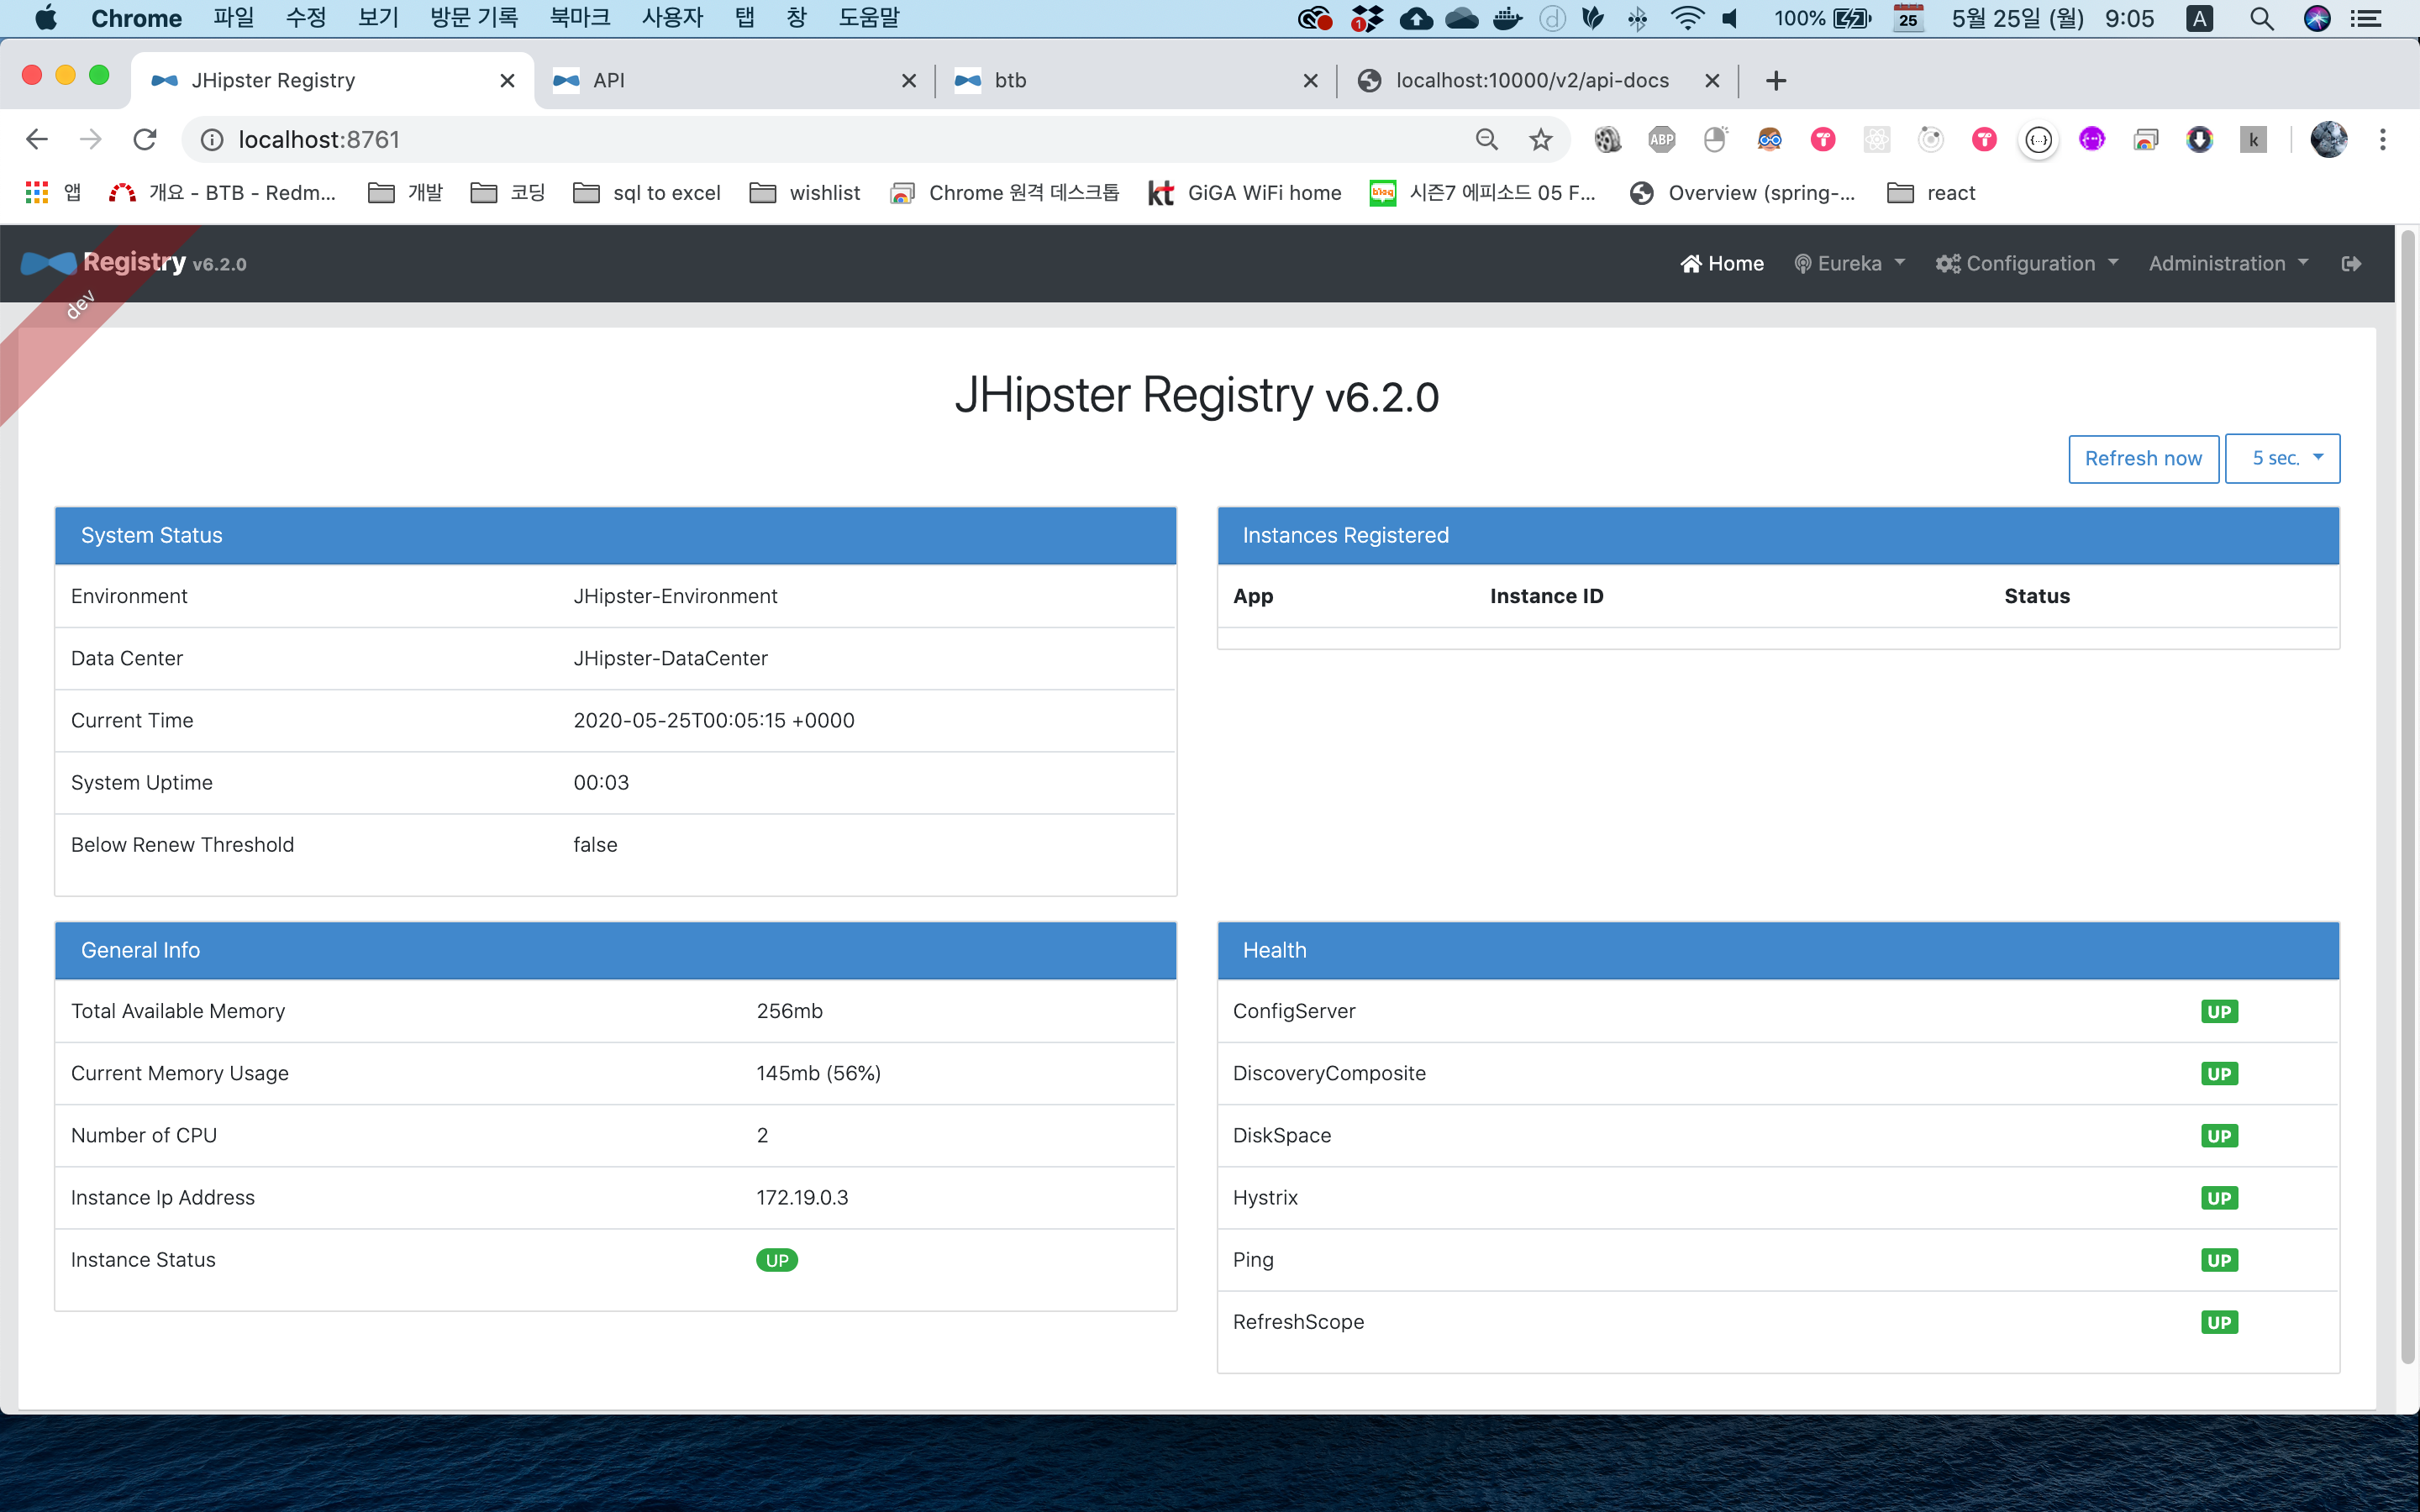 Chrome 파일 수정 보기 방문 기록 북마크 사용자 탭 창 도움말 1 d 100% 25 5월 25일 (월) 9:05 A
JHipster Registry API btb localhost:10000/v2/api-docs
localhost:8761 ABP T T {...} k
앱 개요 - BTB - Redm... 개발 코딩 sql to excel wishlist Chrome 원격 데스크톱 kt GiGA WiFi home blog 시즌7 에피소드 05 F... Overview (spring-... react
Registry v6.2.0 Home Eureka Configuration Administration
dev
JHipster Registry v6.2.0
Refresh now 5 sec.
System Status
Environment JHipster-Environment
Data Center JHipster-DataCenter
Current Time 2020-05-25T00:05:15 +0000
System Uptime 00:03
Below Renew Threshold false
Instances Registered
App Instance ID Status
General Info
Total Available Memory 256mb
Current Memory Usage 145mb (56%)
Number of CPU 2
Instance Ip Address 172.19.0.3
Instance Status UP
Health
ConfigServer UP
DiscoveryComposite UP
DiskSpace UP
Hystrix UP
Ping UP
RefreshScope UP